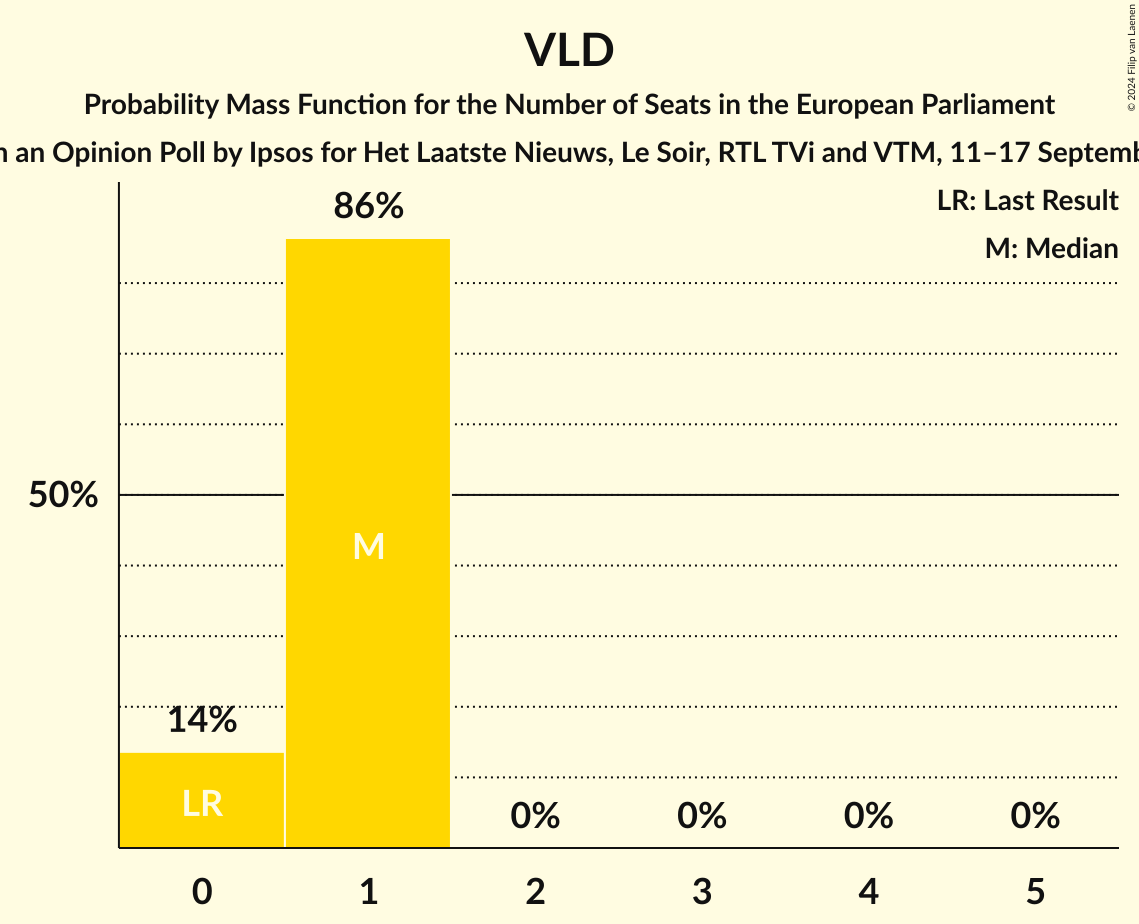 VLD
Probability Mass Function for the Number of Seats in the European Parliament
an Opinion Poll by Ipsos for Het Laatste Nieuws, Le Soir, RTL TVi and VTM, 11–17
LR: Last Result
M: Median
86%
50%
M
14%
LR
0% 0% 0% 0%
0 1 2 3 4 5
© 2024 Filip van Laenen